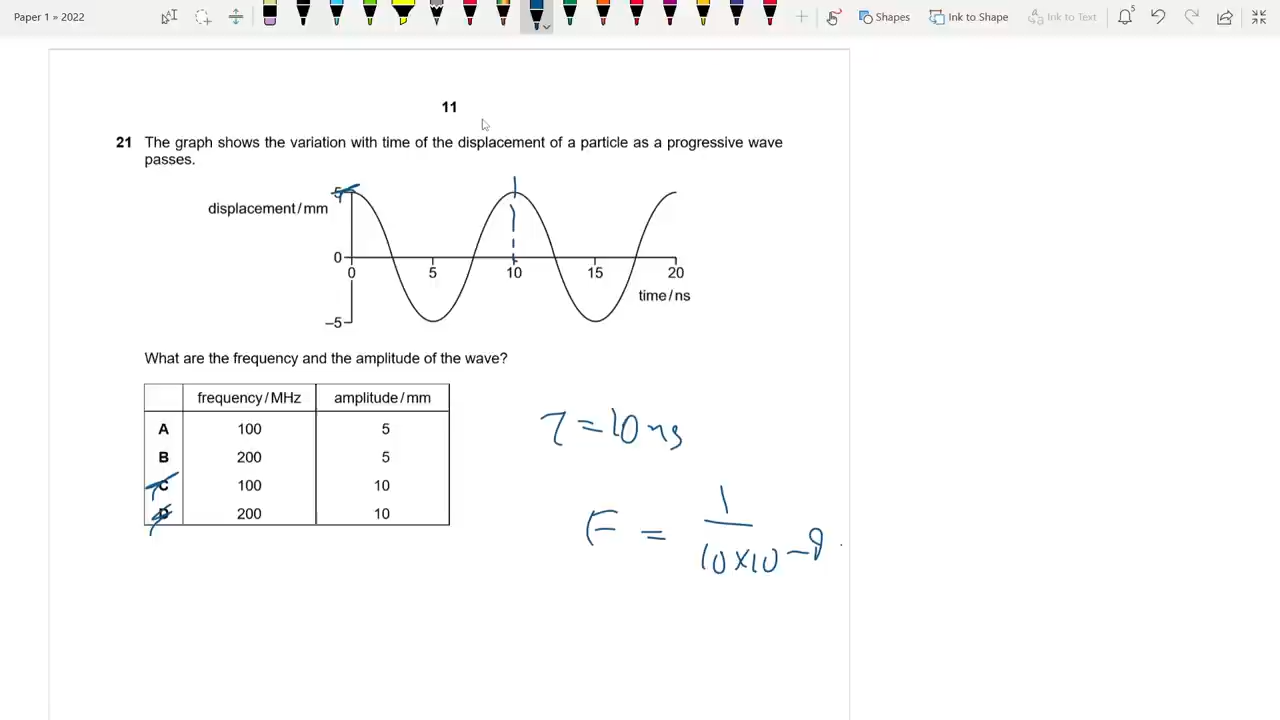 Paper 1 » 2022
Shapes
Ink to Shape
Ink to Text
5
11
21 The graph shows the variation with time of the displacement of a particle as a progressive wave
passes.
5
displacement / mm
0
0 5 10 15 20
time / ns
–5
What are the frequency and the amplitude of the wave?
frequency / MHz amplitude / mm
A 100 5
B 200 5
C 100 10
D 200 10
T = 10 ns
F = 1
10 × 10 –9